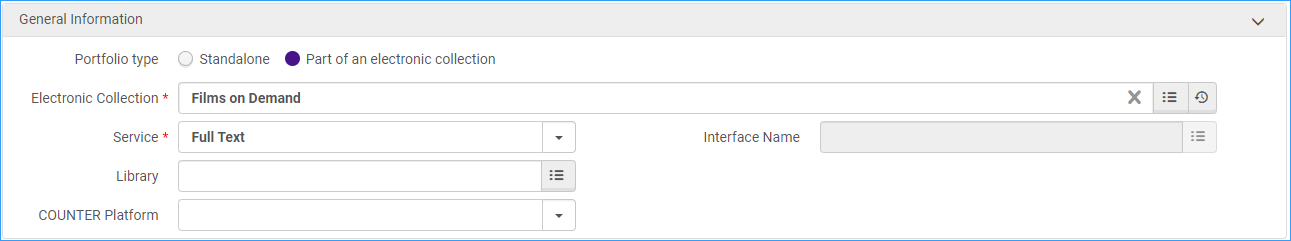 General Information
Portfolio type Standalone Part of an electronic collection
Electronic Collection * Films on Demand
Service * Full Text Interface Name
Library
COUNTER Platform